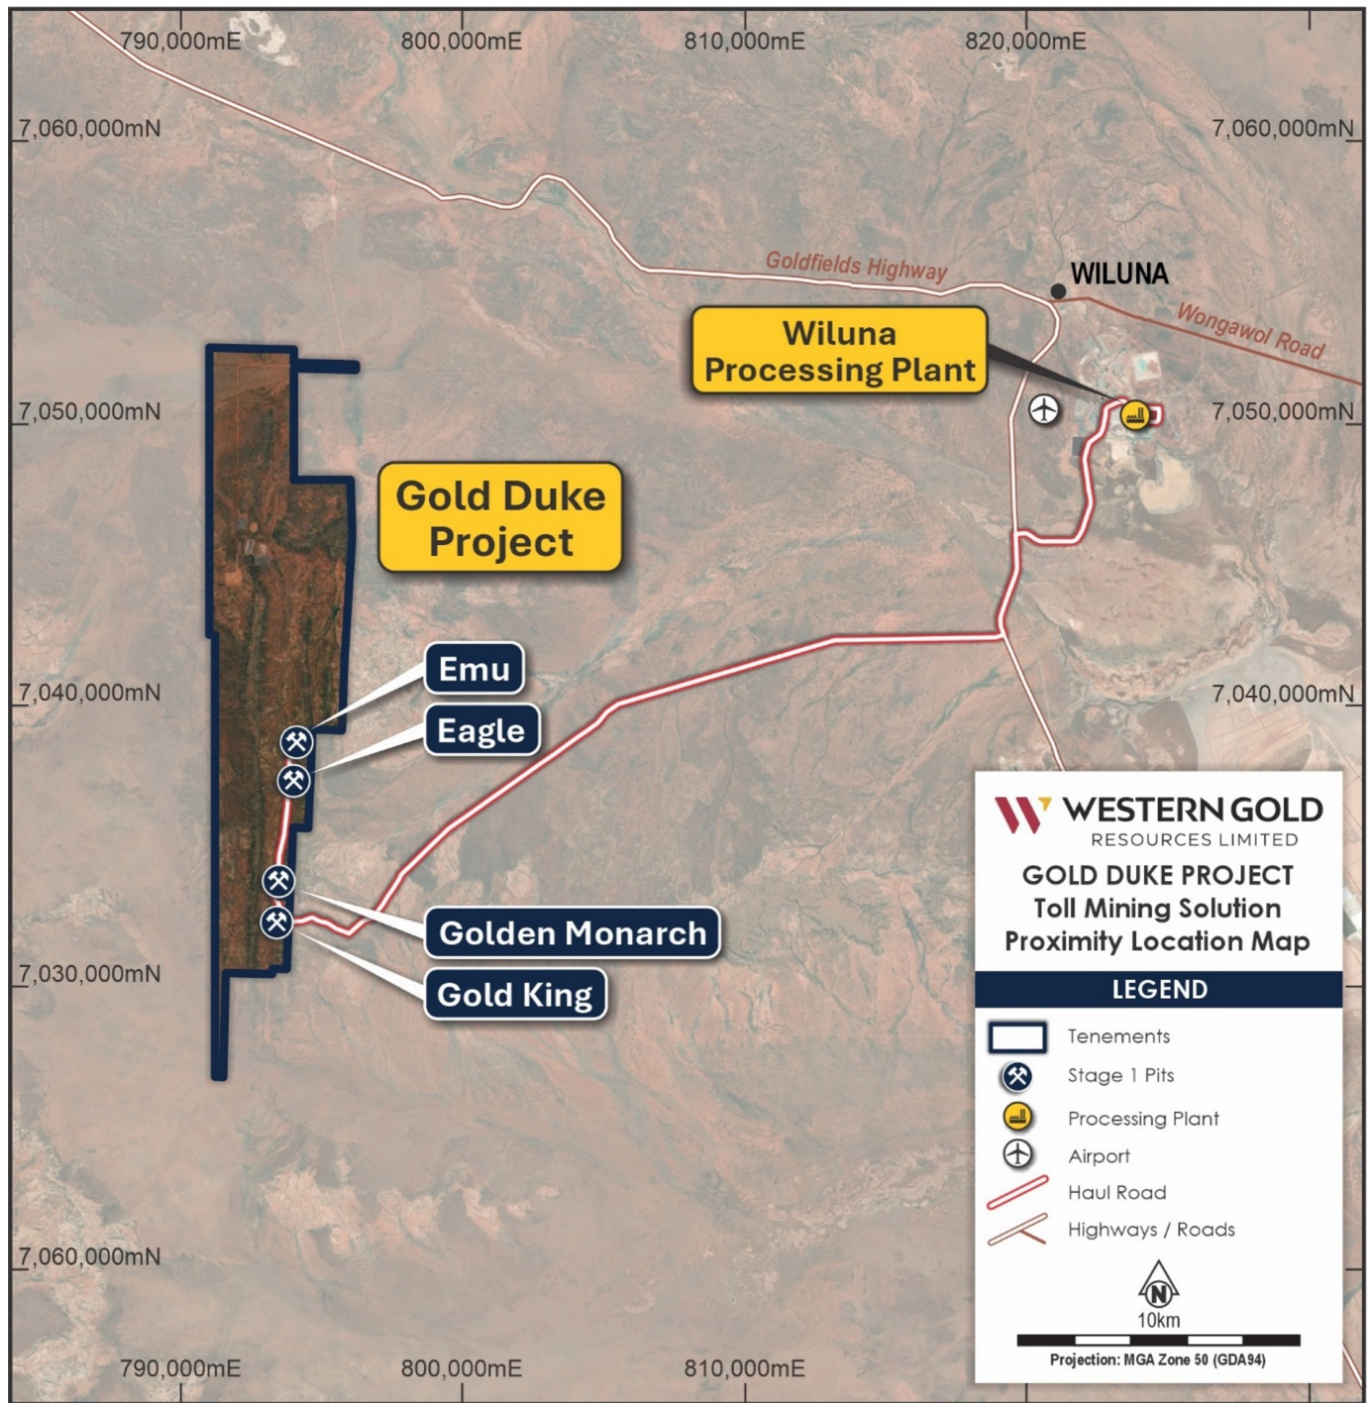 790,000mE
800,000mE
810,000mE
820,000mE
7,060,000mN
7,060,000mN
Goldfields Highway
WILUNA
Wongawol Road
Wiluna
Processing Plant
7,050,000mN
7,050,000mN
Gold Duke
Project
Emu
7,040,000mN
7,040,000mN
Eagle
Golden Monarch
7,030,000mN
Gold King
WESTERN GOLD
RESOURCES LIMITED
GOLD DUKE PROJECT
Toll Mining Solution
Proximity Location Map
LEGEND
Tenements
Stage 1 Pits
Processing Plant
Airport
Haul Road
Highways / Roads
N
10km
Projection: MGA Zone 50 (GDA94)
7,060,000mN
790,000mE
800,000mE
810,000mE